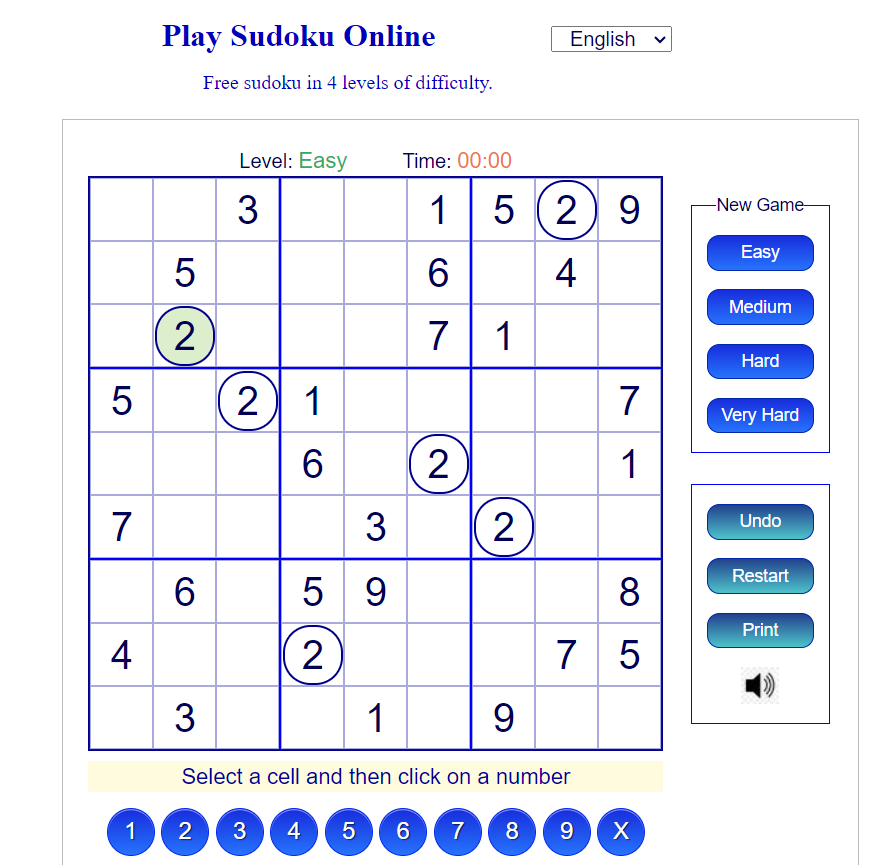 Play Sudoku Online
English
Free sudoku in 4 levels of difficulty.
Level: Easy Time: 00:00
3 1 5 2 9
5 6 4
2 7 1
5 2 1 7
6 2 1
7 3 2
6 5 9 8
4 2 7 5
3 1 9
Select a cell and then click on a number
1 2 3 4 5 6 7 8 9 X
New Game
Easy
Medium
Hard
Very Hard
Undo
Restart
Print